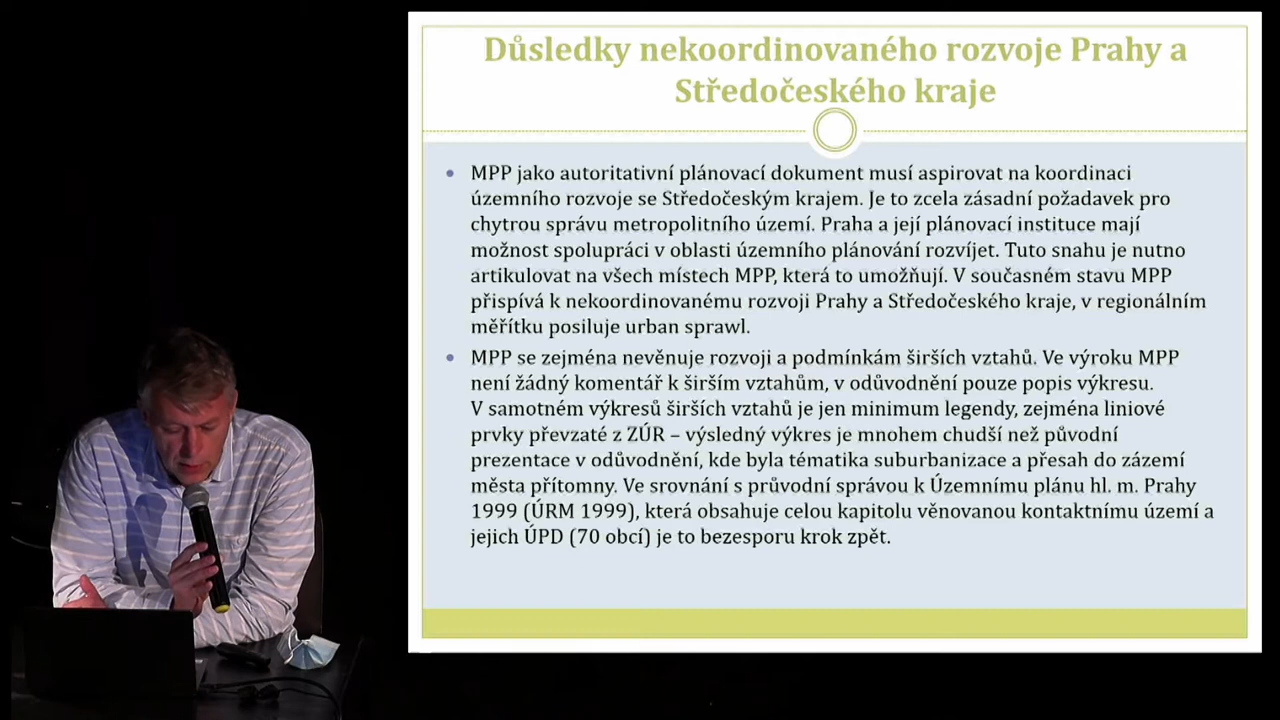 Důsledky nekoordinovaného rozvoje Prahy a
Středočeského kraje
• MPP jako autoritativní plánovací dokument musí aspirovat na koordinaci
územního rozvoje se Středočeským krajem. Je to zcela zásadní požadavek pro
chytrou správu metropolitního území. Praha a její plánovací instituce mají
možnost spolupráci v oblasti územního plánování rozvíjet. Tuto snahu je nutno
artikulovat na všech místech MPP, která to umožňují. V současném stavu MPP
přispívá k nekoordinovanému rozvoji Prahy a Středočeského kraje, v regionálním
měřítku posiluje urban sprawl.
• MPP se zejména nevěnuje rozvoji a podmínkám širších vztahů. Ve výroku MPP
není žádný komentář k širším vztahům, v odůvodnění pouze popis výkresu.
V samotném výkresů širších vztahů je jen minimum legendy, zejména liniové
prvky převzaté z ZÚR – výsledný výkres je mnohem chudší než původní
prezentace v odůvodnění, kde byla tématika suburbanizace a přesah do zázemí
města přítomny. Ve srovnání s průvodní správou k Územnímu plánu hl. m. Prahy
1999 (ÚRM 1999), která obsahuje celou kapitolu věnovanou kontaktnímu území a
jejich ÚPD (70 obcí) je to bezesporu krok zpět.